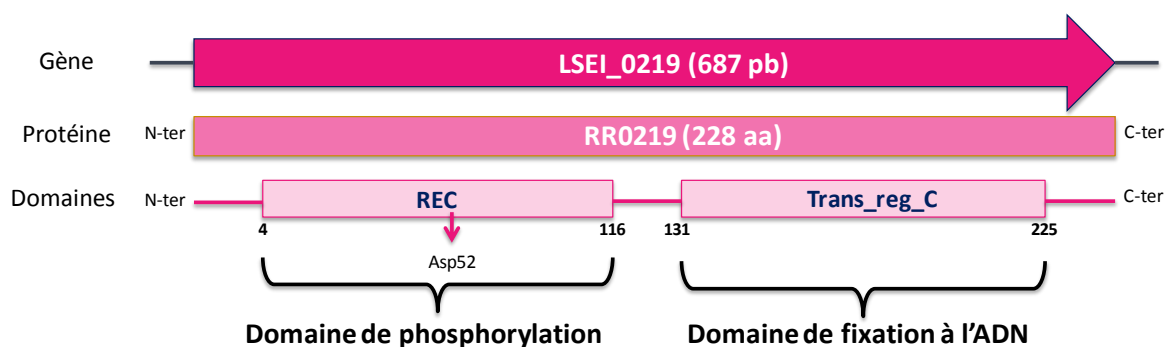 Gène
LSEI_0219 (687 pb)
Protéine
N-ter
RR0219 (228 aa)
C-ter
Domaines
N-ter
REC
Trans_reg_C
C-ter
4
116
131
225
Asp52
Domaine de phosphorylation
Domaine de fixation à l'ADN